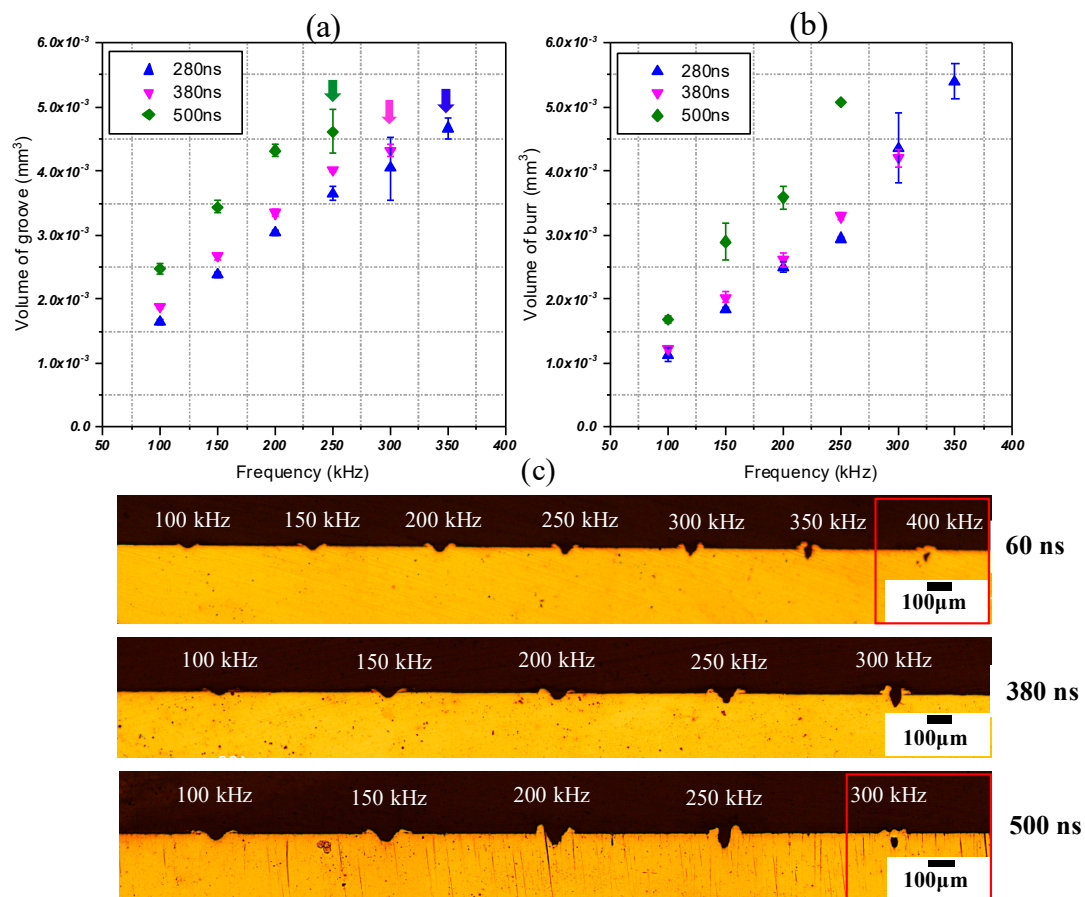 (a)
6.0x10⁻³
5.0x10⁻³
4.0x10⁻³
3.0x10⁻³
2.0x10⁻³
1.0x10⁻³
0.0
Volume of groove (mm³)
280ns
380ns
500ns
50 100 150 200 250 300 350 400
Frequency (kHz)
(b)
6.0x10⁻³
5.0x10⁻³
4.0x10⁻³
3.0x10⁻³
2.0x10⁻³
1.0x10⁻³
0.0
Volume of burr (mm³)
280ns
380ns
500ns
50 100 150 200 250 300 350 400
Frequency (kHz)
(c)
100 kHz 150 kHz 200 kHz 250 kHz 300 kHz 350 kHz 400 kHz
60 ns
100µm
100 kHz 150 kHz 200 kHz 250 kHz 300 kHz
380 ns
100µm
100 kHz 150 kHz 200 kHz 250 kHz 300 kHz
500 ns
100µm